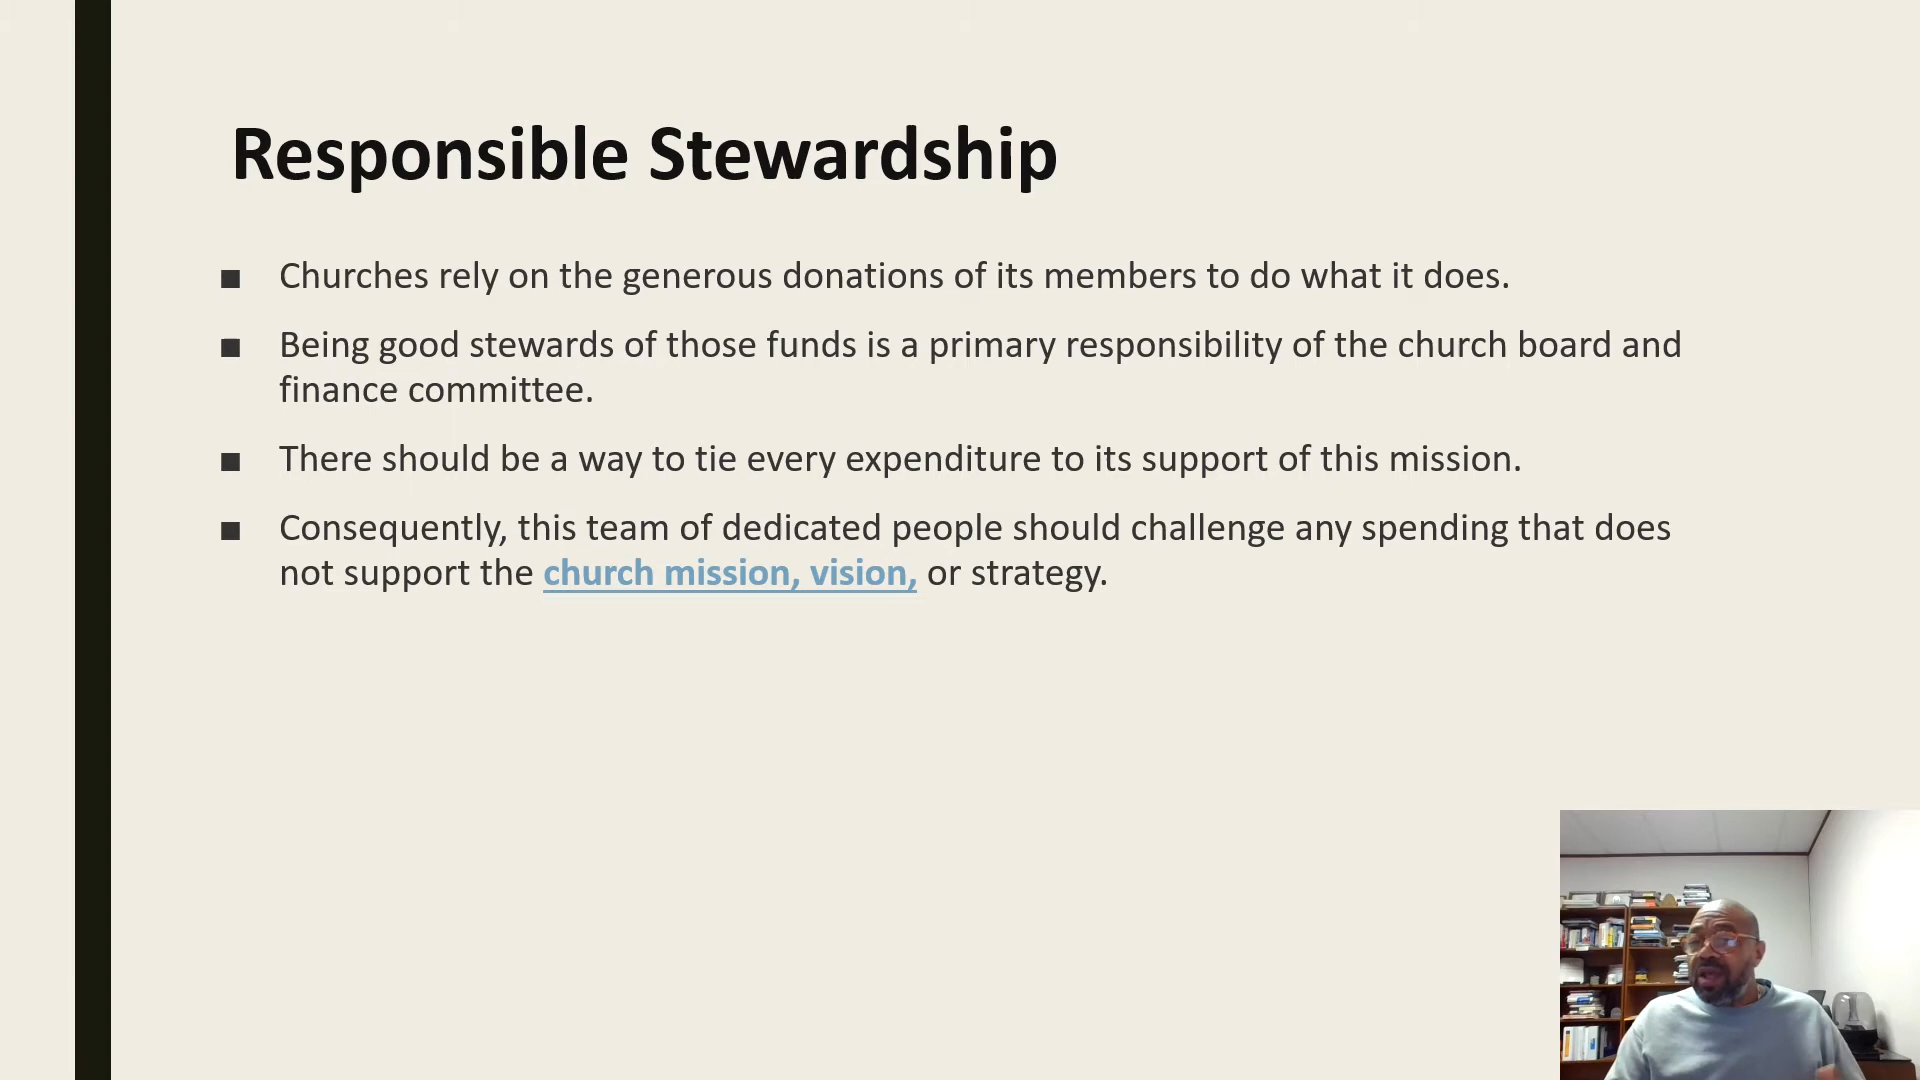 Responsible Stewardship
■ Churches rely on the generous donations of its members to do what it does.
■ Being good stewards of those funds is a primary responsibility of the church board and
finance committee.
■ There should be a way to tie every expenditure to its support of this mission.
■ Consequently, this team of dedicated people should challenge any spending that does
not support the church mission, vision, or strategy.